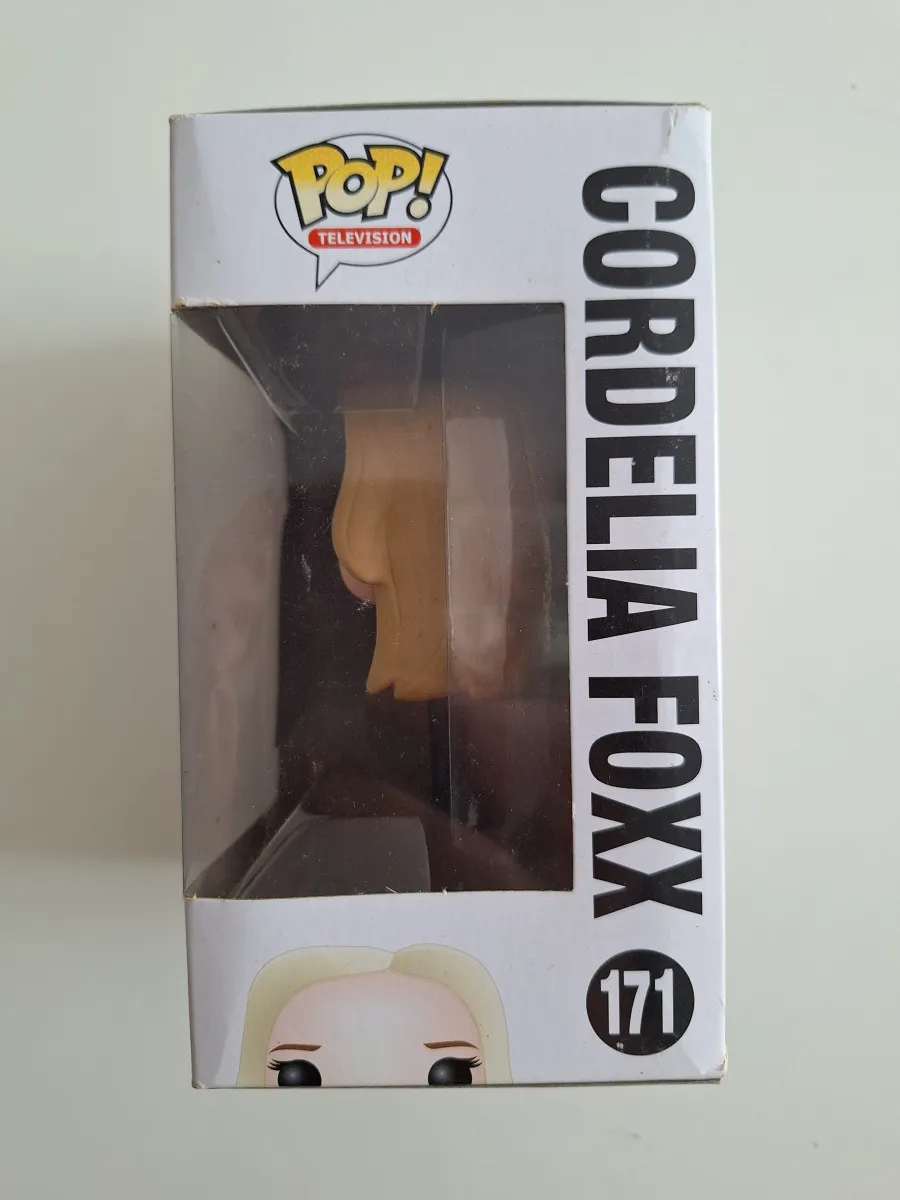 POP!
TELEVISION
CORDELIA FOXX
171